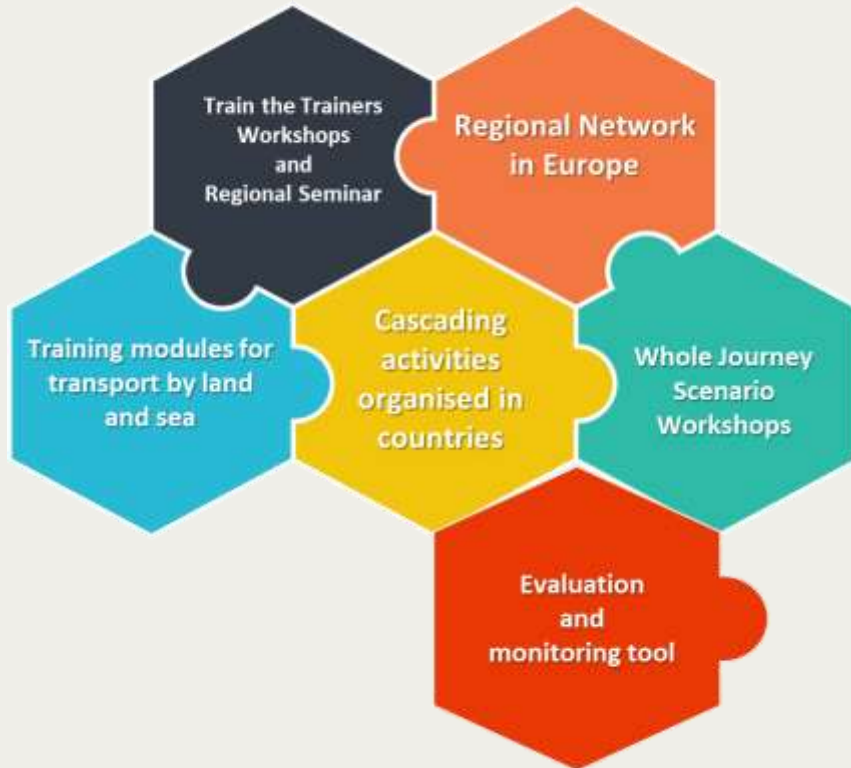 Train the Trainers
Workshops
and
Regional Seminar
Regional Network
in Europe
Training modules for
transport by land
and sea
Cascading
activities
organised in
countries
Whole Journey
Scenario
Workshops
Evaluation
and
monitoring tool